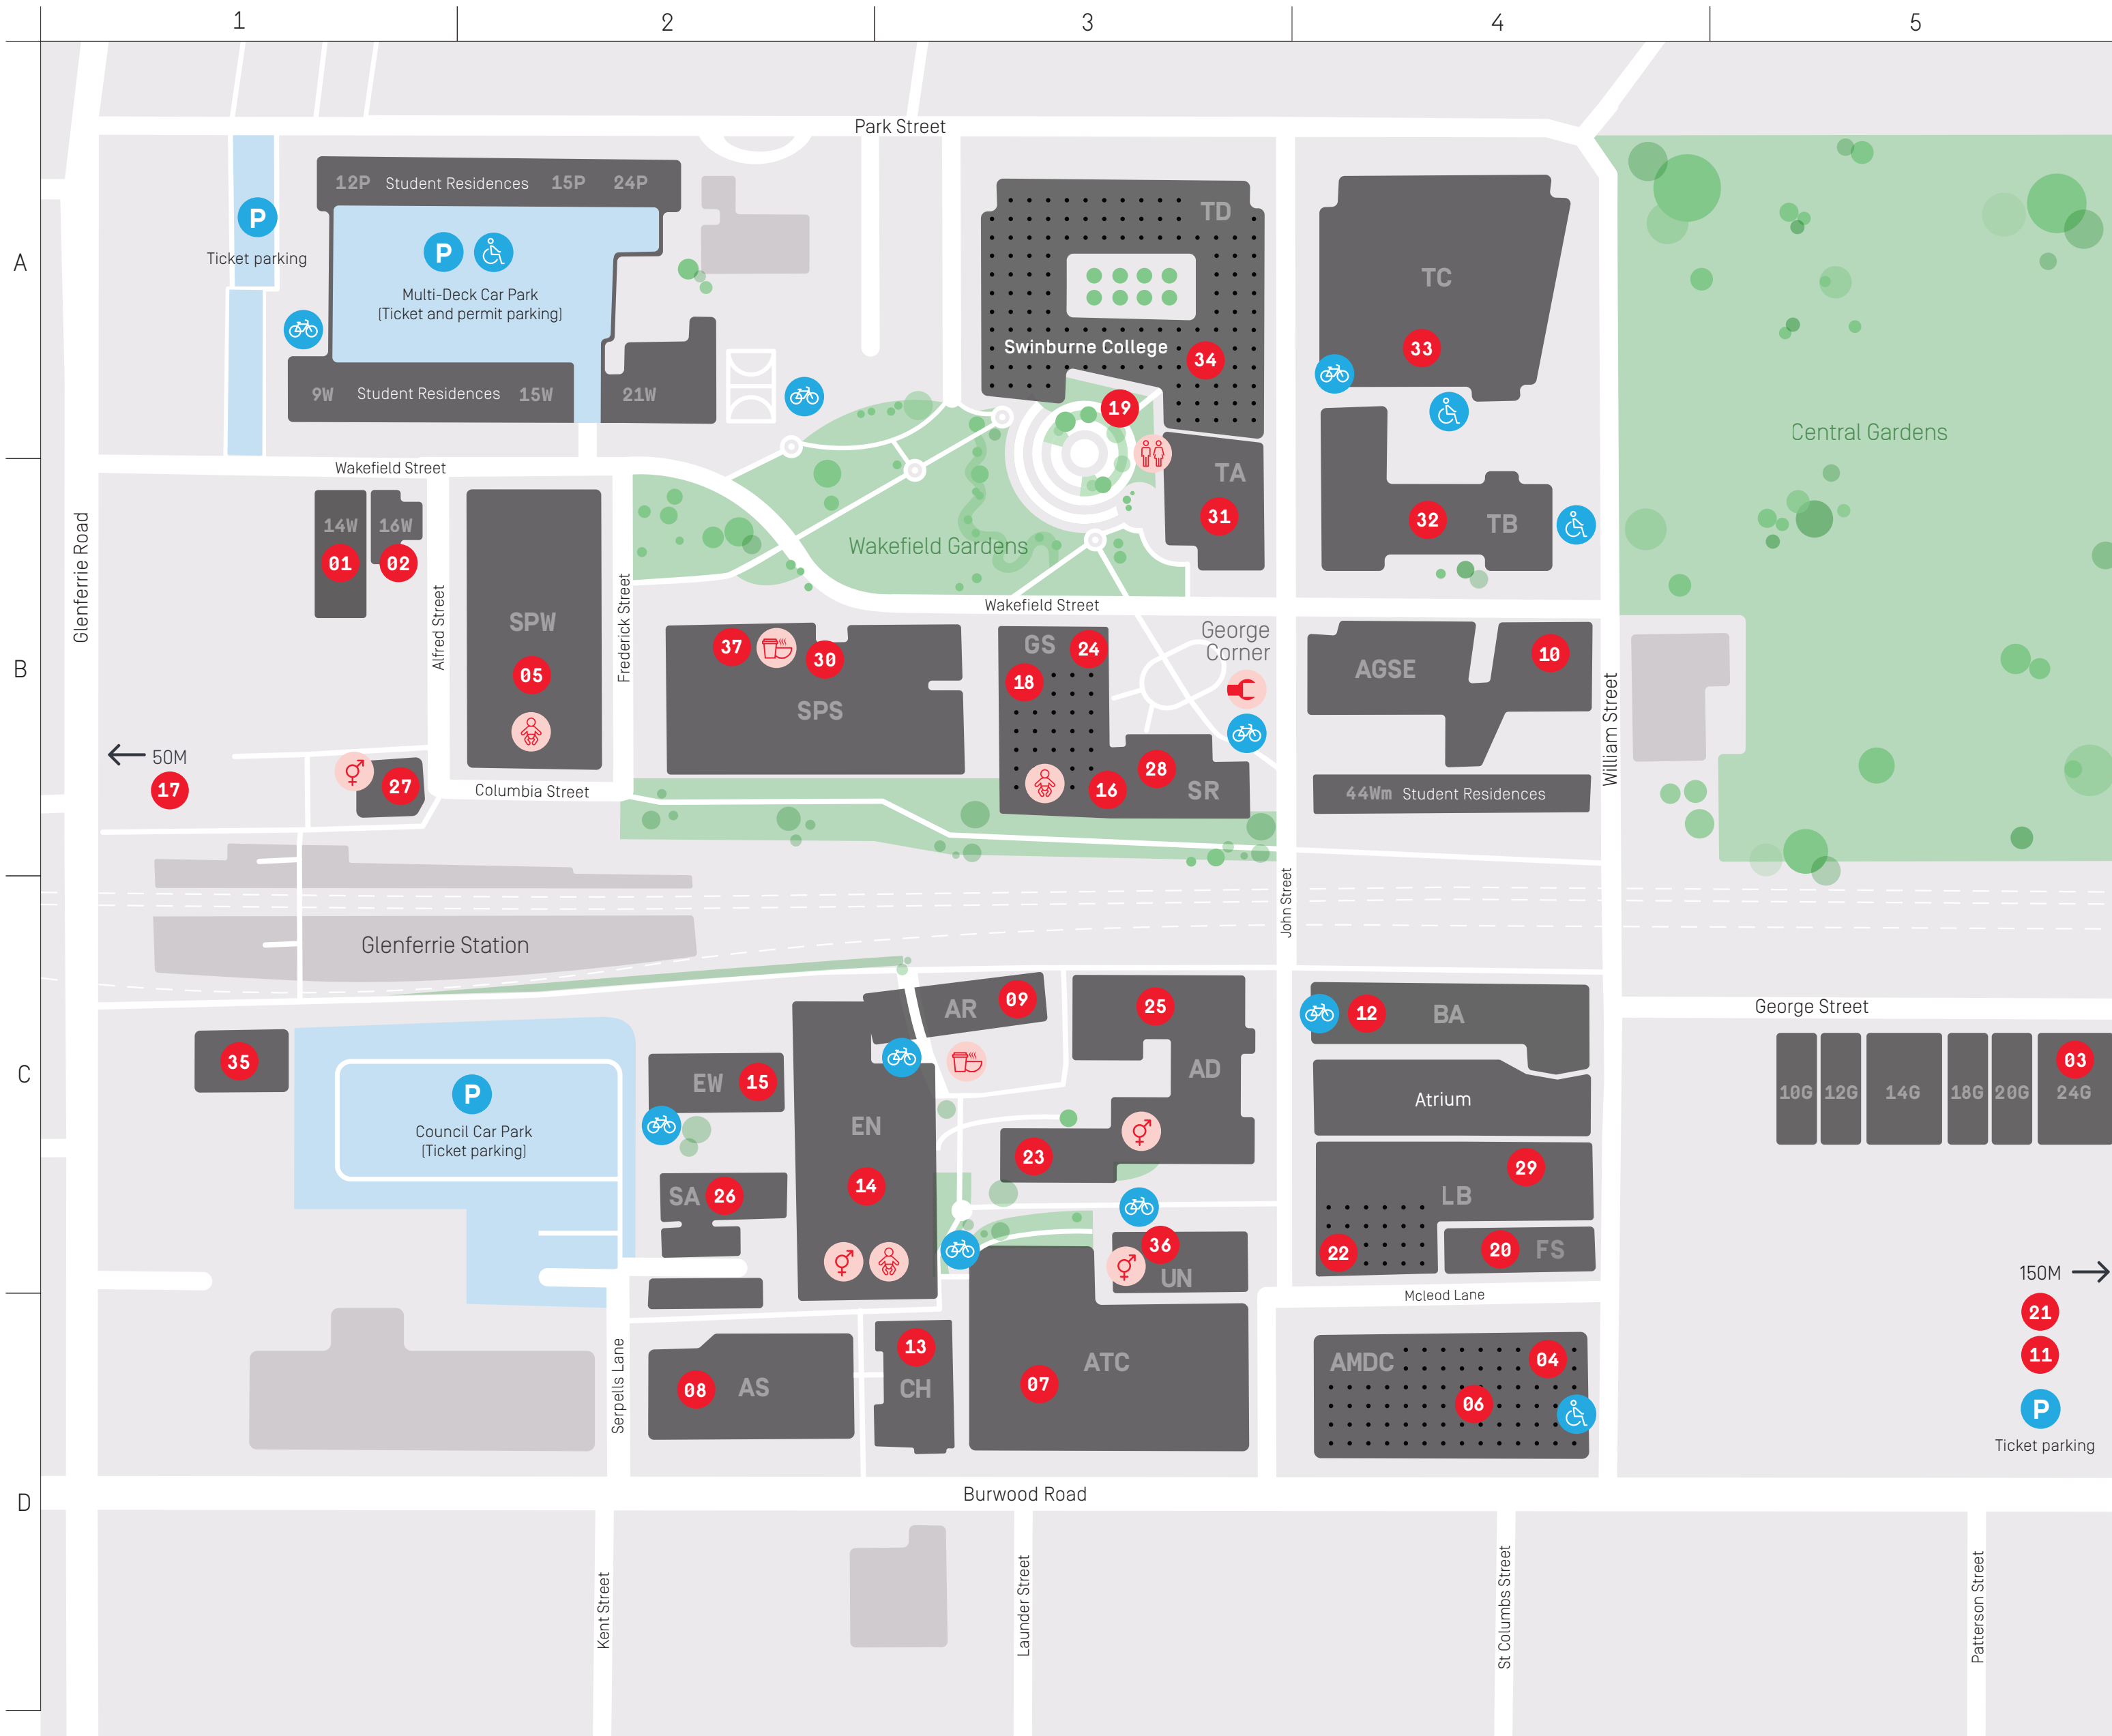 1
2
3
4
5
A
B
C
D
Park Street
12P
Student Residences
15P
24P
P
Ticket parking
P
Multi-Deck Car Park
(Ticket and permit parking)
9W
Student Residences
15W
21W
TD
Swinburne College
34
19
TC
33
Central Gardens
Wakefield Street
Glenferrie Road
14W
16W
01
02
Alfred Street
SPW
05
Frederick Street
Wakefield Gardens
TA
31
32
TB
Wakefield Street
37
30
SPS
GS
24
18
George
Corner
28
16
SR
AGSE
10
44Wm
Student Residences
William Street
50M
17
27
Columbia Street
Glenferrie Station
John Street
George Street
35
P
Council Car Park
(Ticket parking)
EW
15
SA
26
EN
14
AR
09
25
AD
23
36
UN
12
BA
Atrium
29
LB
22
20
FS
10G
12G
14G
18G
20G
03
24G
Mcleod Lane
150M
21
11
P
Ticket parking
Serpells Lane
08
AS
13
CH
ATC
07
AMDC
04
06
Burwood Road
Kent Street
Launder Street
St Columbs Street
Patterson Street